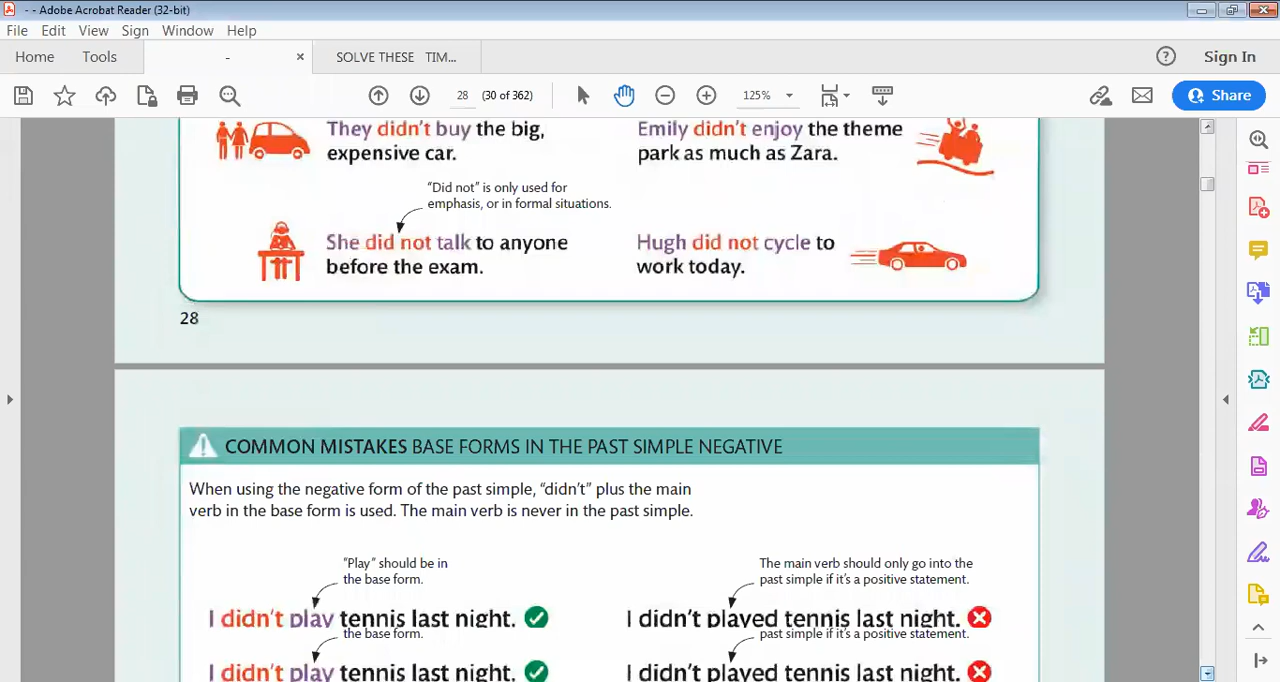 - - Adobe Acrobat Reader (32-bit)
File Edit View Sign Window Help
Home Tools - × SOLVE THESE TIM... ? Sign In
28 (30 of 362) 125% Share
They didn't buy the big,
expensive car.
Emily didn't enjoy the theme
park as much as Zara.
"Did not" is only used for
emphasis, or in formal situations.
She did not talk to anyone
before the exam.
Hugh did not cycle to
work today.
28
COMMON MISTAKES BASE FORMS IN THE PAST SIMPLE NEGATIVE
When using the negative form of the past simple, "didn't" plus the main
verb in the base form is used. The main verb is never in the past simple.
"Play" should be in
the base form.
The main verb should only go into the
past simple if it's a positive statement.
I didn't play tennis last night.
I didn't played tennis last night.
the base form.
past simple if it's a positive statement.
I didn't play tennis last night.
I didn't played tennis last night.